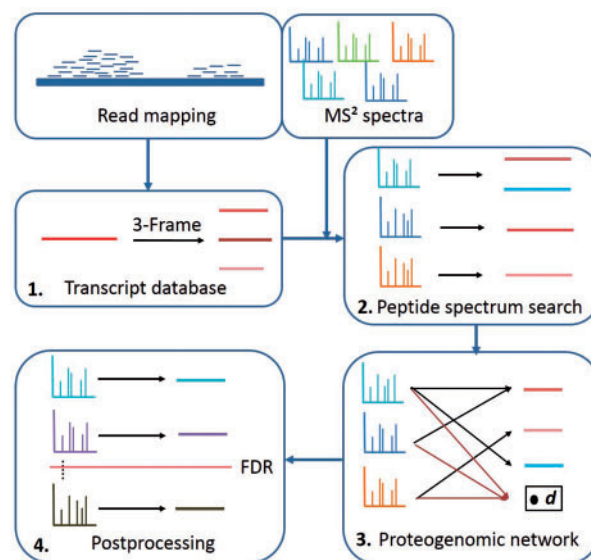 Read mapping
MS² spectra
3-Frame
1. Transcript database
2. Peptide spectrum search
FDR
d
4. Postprocessing
3. Proteogenomic network